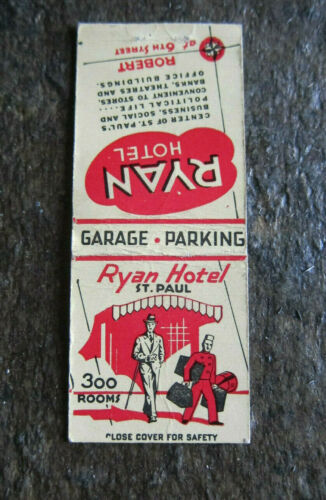 ROBERT
at 6TH STREET
CENTER OF ST. PAUL'S
BUSINESS, SOCIAL AND
POLITICAL LIFE....
CONVENIENT TO STORES,
BANKS, THEATRES AND
OFFICE BUILDINGS.
RYAN
HOTEL
GARAGE • PARKING
Ryan Hotel
ST. PAUL
300
ROOMS
CLOSE COVER FOR SAFETY